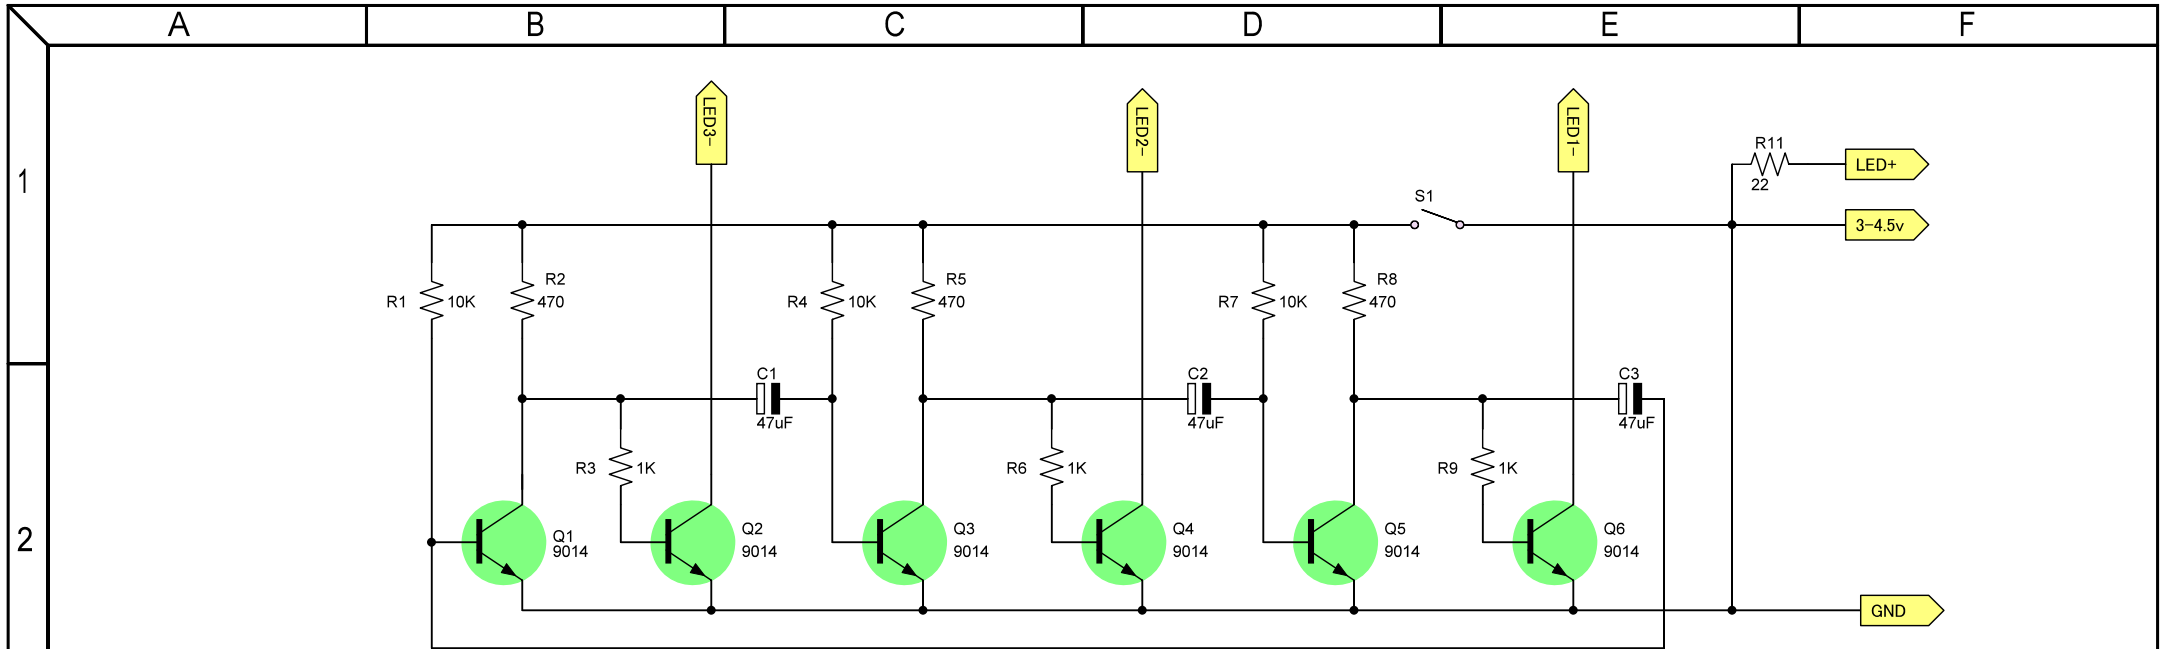 A B C D E F
1
LED3-
LED2-
LED1-
R11
LED+
22
S1
3-4.5v
R2
R5
R8
R1 10K 470
R4 10K 470
R7 10K 470
C1
C2
C3
47uF
47uF
47uF
R3 1K
R6 1K
R9 1K
2
Q1
9014
Q2
9014
Q3
9014
Q4
9014
Q5
9014
Q6
9014
GND